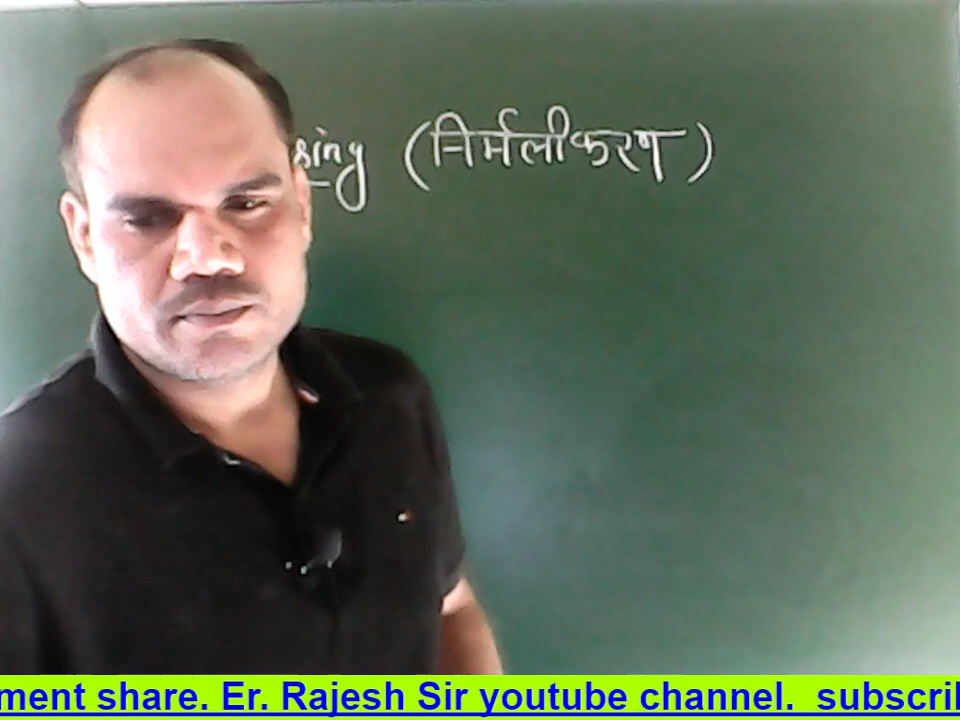 sing (निर्मलीकरण)
ment share. Er. Rajesh Sir youtube channel. subscri